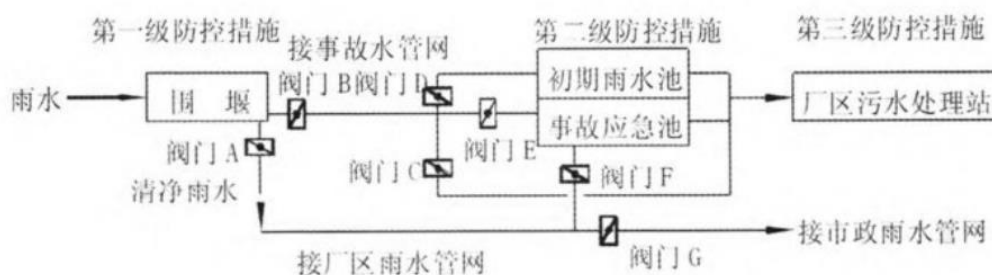 第一级防控措施
第二级防控措施
第三级防控措施
接事故水管网
雨水
围堰
阀门B
阀门D
初期雨水池
事故应急池
厂区污水处理站
阀门A
阀门C
阀门E
阀门F
清净雨水
接厂区雨水管网
阀门G
接市政雨水管网